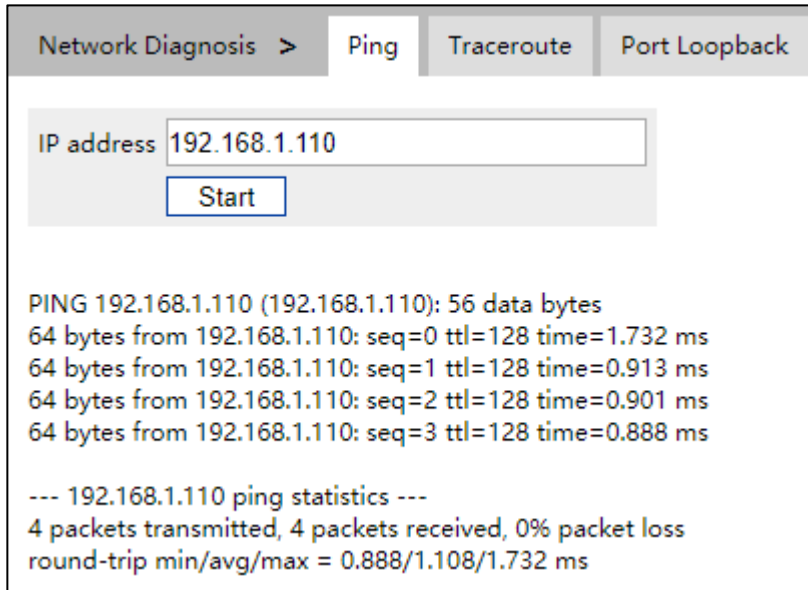 Network Diagnosis > Ping Traceroute Port Loopback
IP address 192.168.1.110
Start
PING 192.168.1.110 (192.168.1.110): 56 data bytes
64 bytes from 192.168.1.110: seq=0 ttl=128 time=1.732 ms
64 bytes from 192.168.1.110: seq=1 ttl=128 time=0.913 ms
64 bytes from 192.168.1.110: seq=2 ttl=128 time=0.901 ms
64 bytes from 192.168.1.110: seq=3 ttl=128 time=0.888 ms
--- 192.168.1.110 ping statistics ---
4 packets transmitted, 4 packets received, 0% packet loss
round-trip min/avg/max = 0.888/1.108/1.732 ms